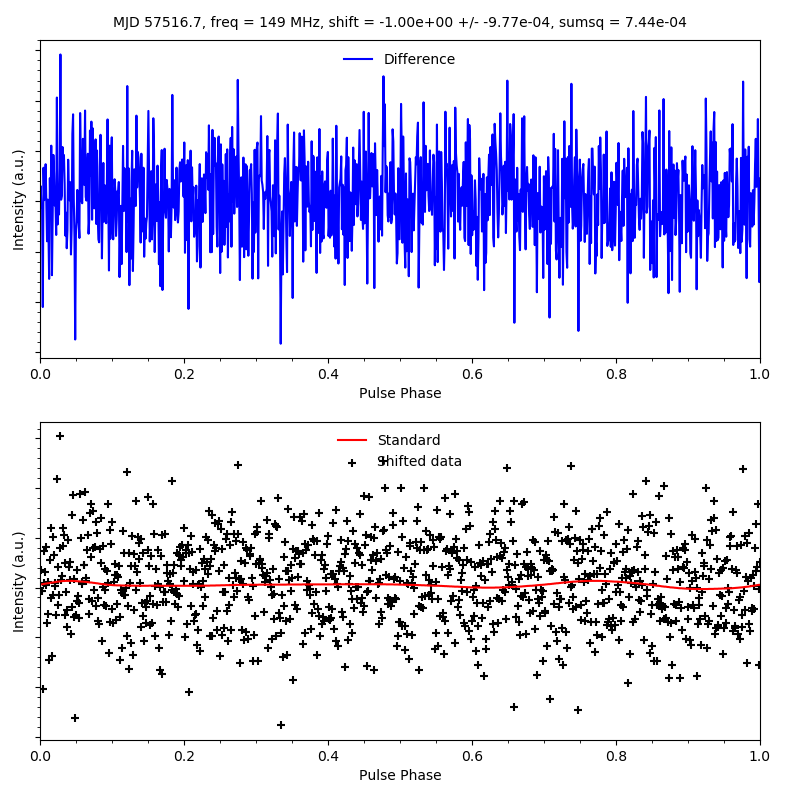 MJD 57516.7, freq = 149 MHz, shift = -1.00e+00 +/- -9.77e-04, sumsq = 7.44e-04
Difference
Intensity (a.u.)
0.0 0.2 0.4 0.6 0.8 1.0
Pulse Phase
Standard
Shifted data
Intensity (a.u.)
0.0 0.2 0.4 0.6 0.8 1.0
Pulse Phase